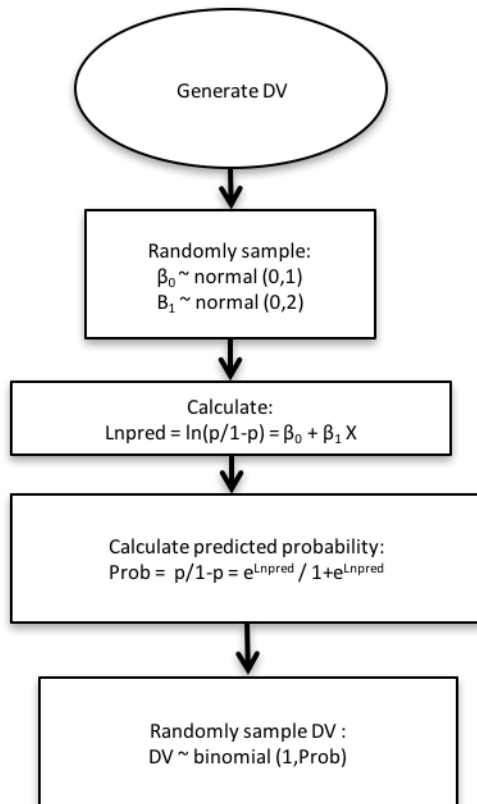 Generate DV
Randomly sample:
β₀ ~ normal (0,1)
B₁ ~ normal (0,2)
Calculate:
Lnpred = ln(p/1-p) = β₀ + β₁ X
Calculate predicted probability:
Prob = p/1-p = e^Lnpred / 1+e^Lnpred
Randomly sample DV :
DV ~ binomial (1,Prob)